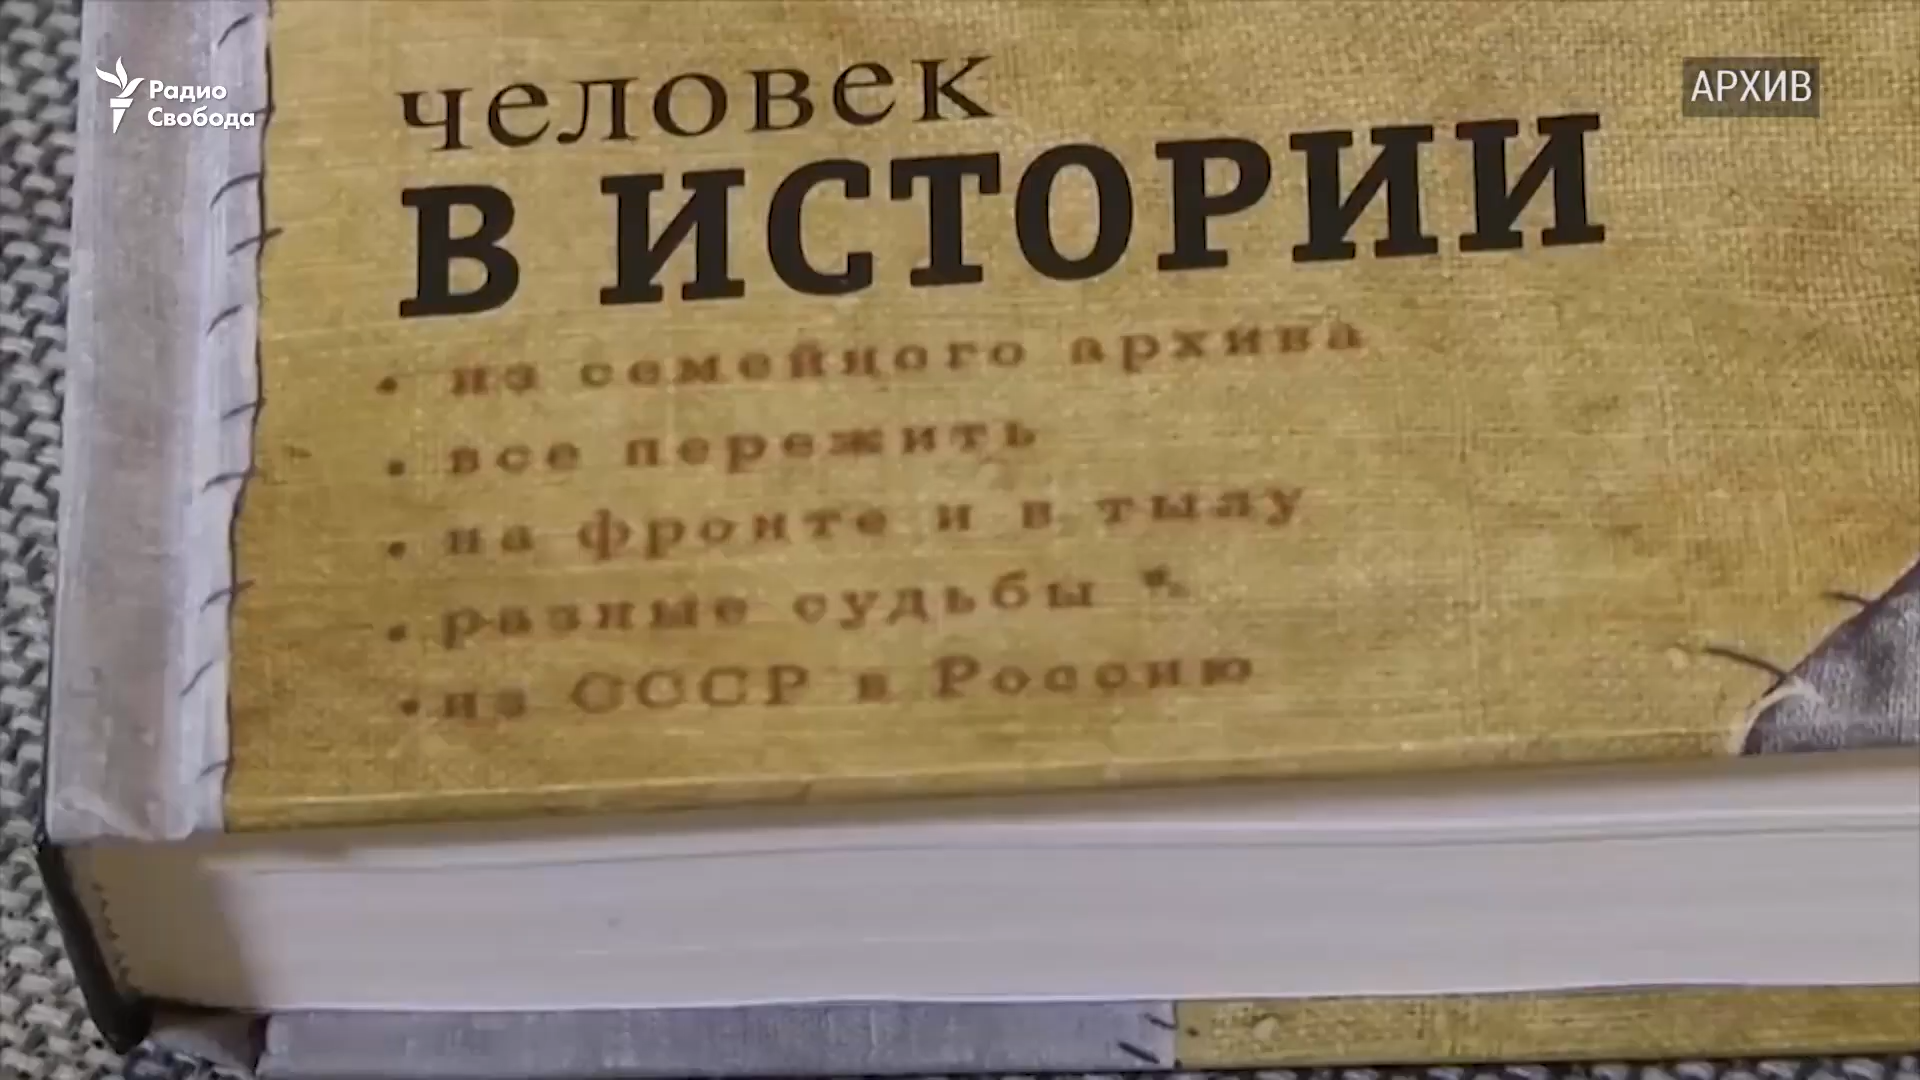 Радио
Свобода
АРХИВ
человек
В ИСТОРИИ
• из семейного архива
• все пережить
• на фронте и в тылу
• разные судьбы
• из СССР в Россию